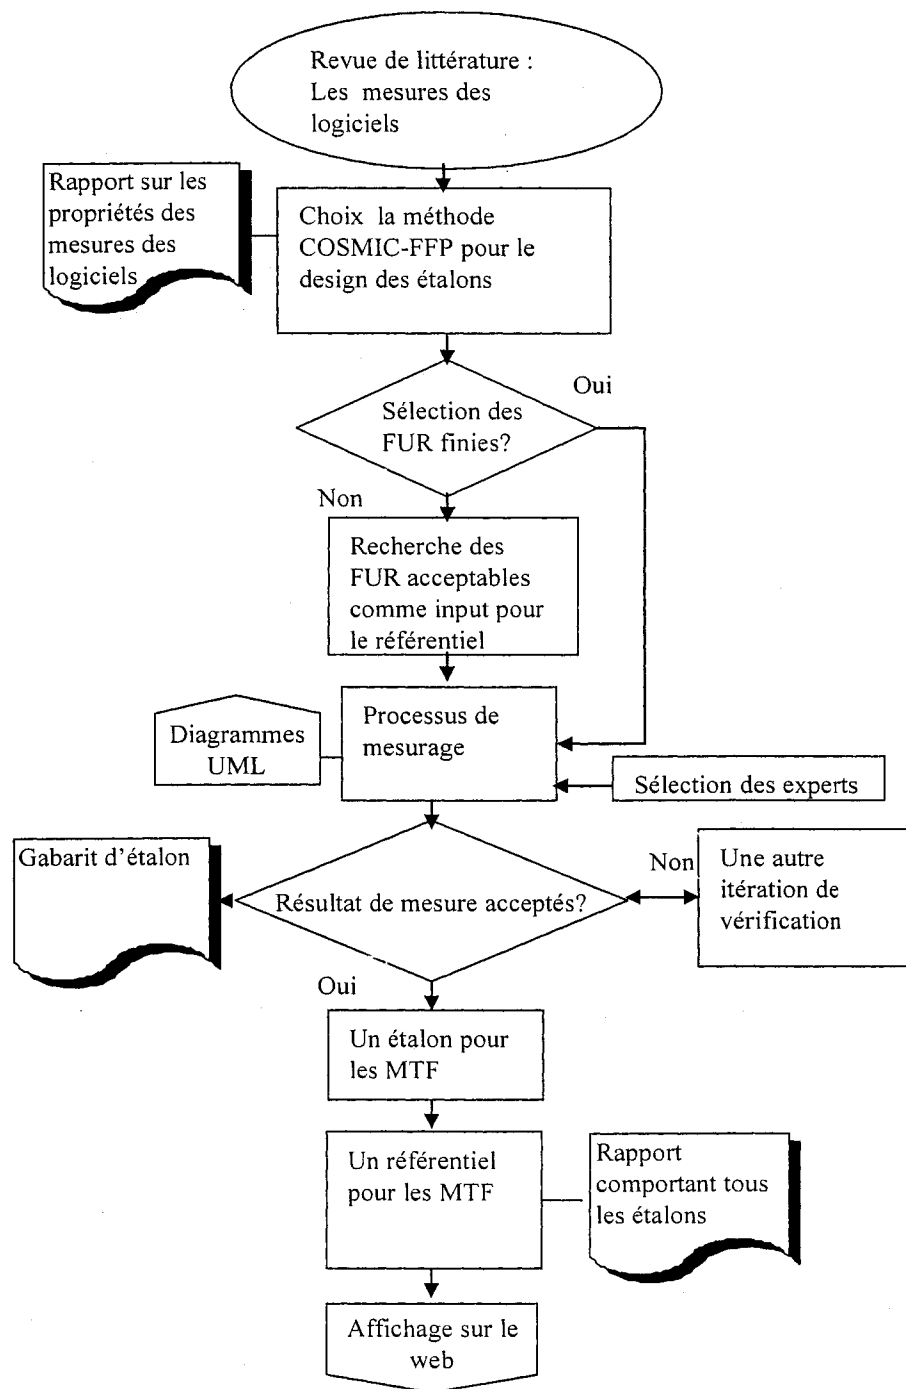 Revue de littérature :
Les mesures des
logiciels
Rapport sur les
propriétés des
mesures des
logiciels
Choix la méthode
COSMIC-FFP pour le
design des étalons
Oui
Sélection des
FUR finies?
Non
Recherche des
FUR acceptables
comme input pour
le référentiel
Processus de
mesurage
Diagrammes
UML
Sélection des experts
Gabarit d'étalon
Résultat de mesure acceptés?
Non
Une autre
itération de
vérification
Oui
Un étalon pour
les MTF
Un référentiel
pour les MTF
Rapport
comportant tous
les étalons
Affichage sur le
web